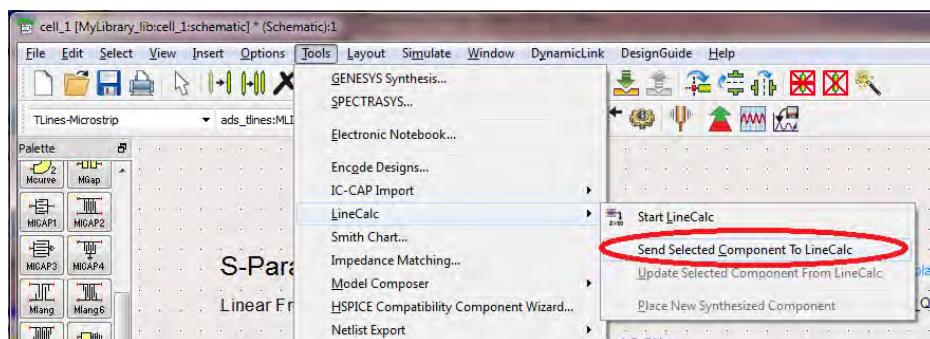 cell_1 [MyLibrary_lib:cell_1:schematic] * (Schematic):1
File Edit Select View Insert Options Tools Layout Simulate Window DynamicLink DesignGuide Help
TLines-Microstrip
ads_tlines:MLI
Palette
Mcurve MGap
MICAP1 MICAP2
MICAP3 MICAP4
Mlang Mlang6
GENESYS Synthesis...
SPECTRASYS...
Electronic Notebook...
Encode Designs...
IC-CAP Import
LineCalc
Smith Chart...
Impedance Matching...
Model Composer
HSPICE Compatibility Component Wizard...
Netlist Export
Start LineCalc
Send Selected Component To LineCalc
Update Selected Component From LineCalc
Place New Synthesized Component
S-Para
Linear Fr